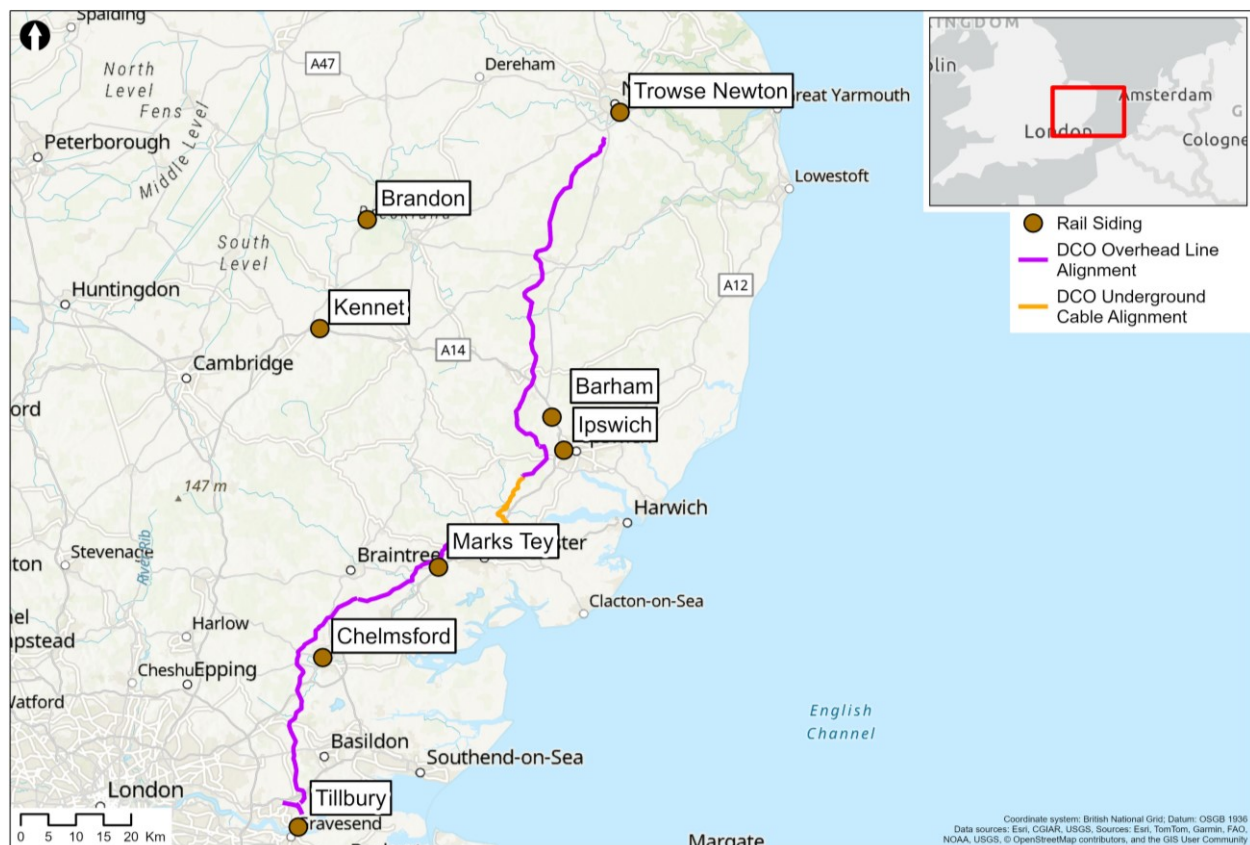 Spalding
North
Level
Fens
A47
Dereham
Trowse Newton
Great Yarmouth
Peterborough
Middle Level
Lowestoft
Brandon
South
Level
A12
Huntingdon
Kennet
A14
Cambridge
Barham
Ipswich
147 m
Harwich
Stevenage
River Rib
Braintree
Marks Tey
Clacton-on-Sea
Harlow
Chelmsford
Cheshu
Epping
Watford
English
Channel
Basildon
Southend-on-Sea
London
Tillbury
Gravesend
Margate
0 5 10 20 Km
KINGDOM
London
Amsterdam
Cologne
Rail Siding
DCO Overhead Line
Alignment
DCO Underground
Cable Alignment
Coordinate system: British National Grid; Datum: OSGB 1936
Data sources: Esri, CGIAR, USGS, Sources: Esri, TomTom, Garmin, FAO,
NOAA, USGS, © OpenStreetMap contributors, and the GIS User Community